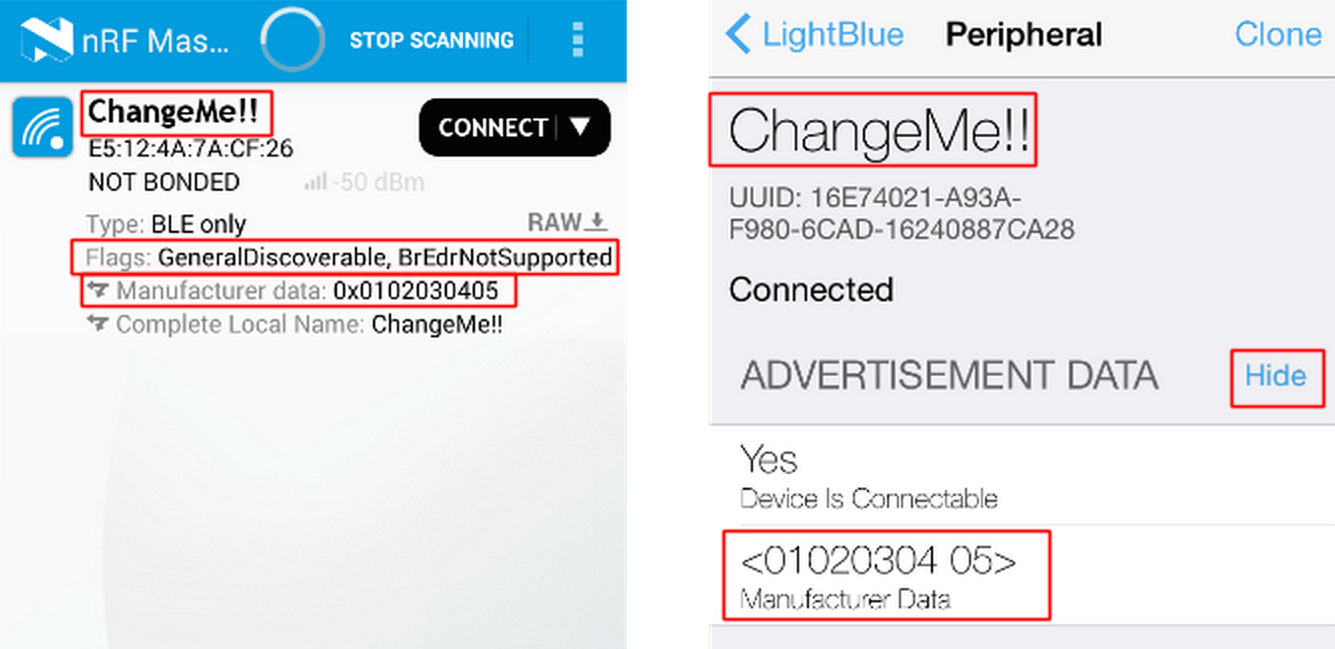 nRF Mas...
STOP SCANNING
ChangeMe!!
CONNECT
E5:12:4A:7A:CF:26
NOT BONDED
-50 dBm
Type: BLE only
RAW
Flags: GeneralDiscoverable, BrEdrNotSupported
Manufacturer data: 0x0102030405
Complete Local Name: ChangeMe!!
LightBlue
Peripheral
Clone
ChangeMe!!
UUID: 16E74021-A93A-
F980-6CAD-16240887CA28
Connected
ADVERTISEMENT DATA
Hide
Yes
Device Is Connectable
<01020304 05>
Manufacturer Data